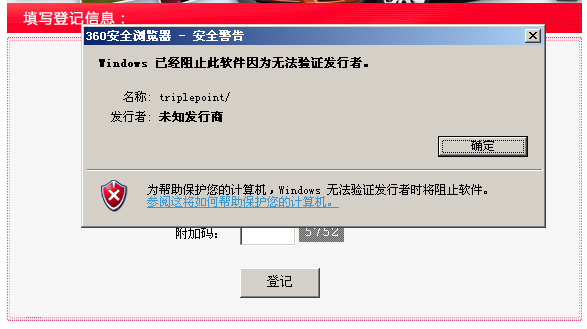 填写登记信息：
360安全浏览器 - 安全警告
Windows 已经阻止此软件因为无法验证发行者。
名称: triplepoint/
发行者: 未知发行商
确定
为帮助保护您的计算机，Windows 无法验证发行者时将阻止软件。
参阅这将如何帮助保护您的计算机。
附加码： 5752
登记